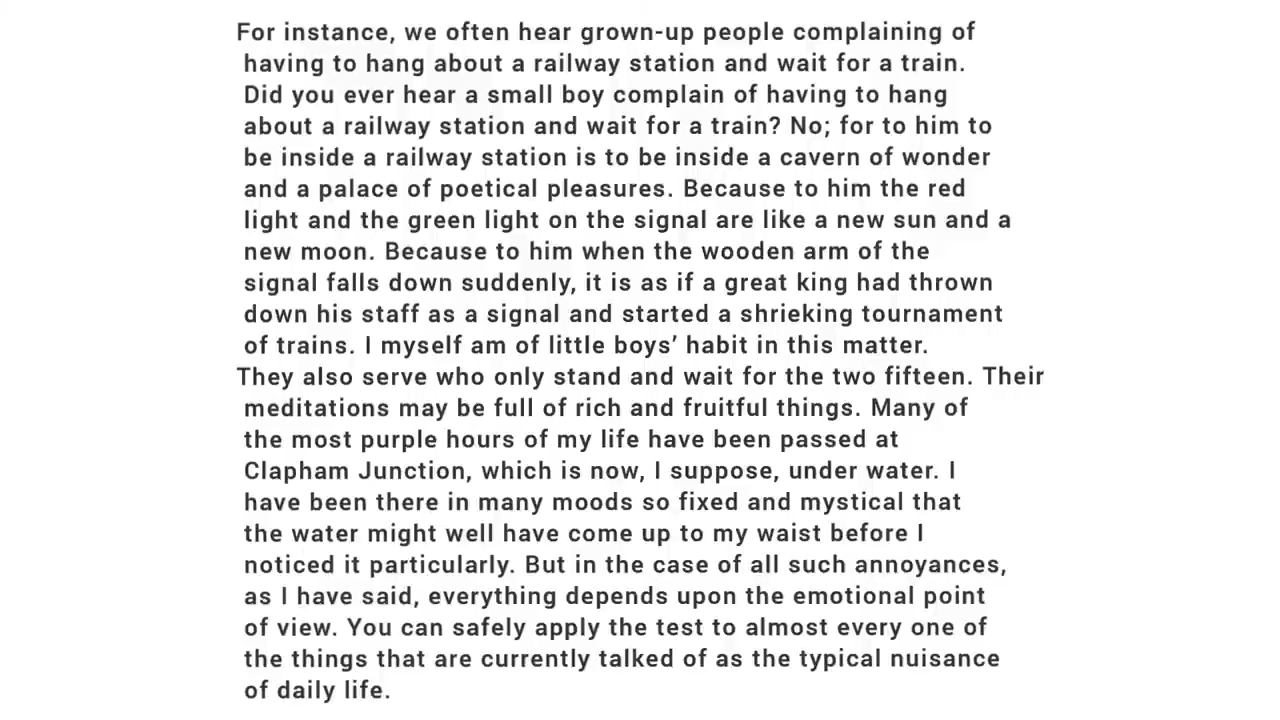 For instance, we often hear grown-up people complaining of
having to hang about a railway station and wait for a train.
Did you ever hear a small boy complain of having to hang
about a railway station and wait for a train? No; for to him to
be inside a railway station is to be inside a cavern of wonder
and a palace of poetical pleasures. Because to him the red
light and the green light on the signal are like a new sun and a
new moon. Because to him when the wooden arm of the
signal falls down suddenly, it is as if a great king had thrown
down his staff as a signal and started a shrieking tournament
of trains. I myself am of little boys’ habit in this matter.
They also serve who only stand and wait for the two fifteen. Their
meditations may be full of rich and fruitful things. Many of
the most purple hours of my life have been passed at
Clapham Junction, which is now, I suppose, under water. I
have been there in many moods so fixed and mystical that
the water might well have come up to my waist before I
noticed it particularly. But in the case of all such annoyances,
as I have said, everything depends upon the emotional point
of view. You can safely apply the test to almost every one of
the things that are currently talked of as the typical nuisance
of daily life.